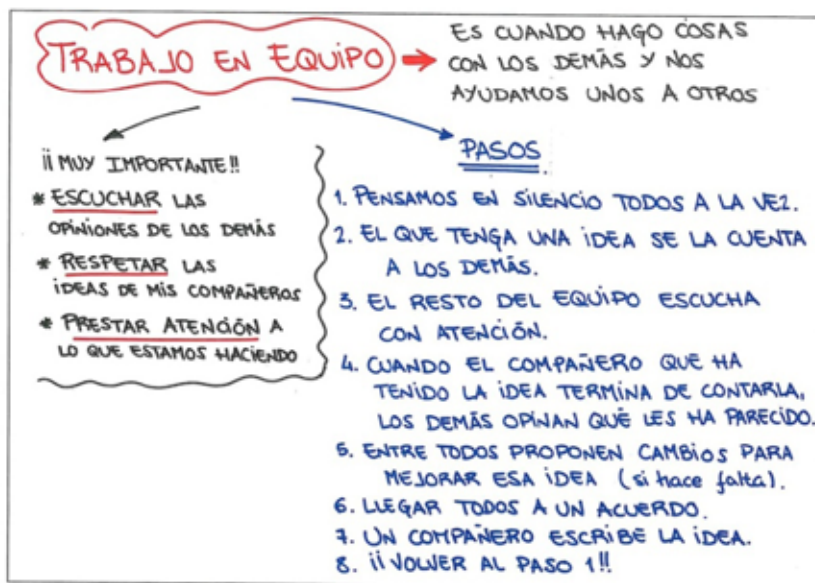 TRABAJO EN EQUIPO
ES CUANDO HAGO COSAS
CON LOS DEMÁS Y NOS
AYUDAMOS UNOS A OTROS
¡¡MUY IMPORTANTE!!
* ESCUCHAR LAS
OPINIONES DE LOS DEMÁS
* RESPETAR LAS
IDEAS DE MIS COMPAÑEROS
* PRESTAR ATENCIÓN A
LO QUE ESTAMOS HACIENDO
PASOS
1. PENSAMOS EN SILENCIO TODOS A LA VEZ.
2. EL QUE TENGA UNA IDEA SE LA CUENTA
A LOS DEMÁS.
3. EL RESTO DEL EQUIPO ESCUCHA
CON ATENCIÓN.
4. CUANDO EL COMPAÑERO QUE HA
TENIDO LA IDEA TERMINA DE CONTARLA,
LOS DEMÁS OPINAN QUÉ LES HA PARECIDO.
5. ENTRE TODOS PROPONEN CAMBIOS PARA
MEJORAR ESA IDEA (si hace falta).
6. LLEGAR TODOS A UN ACUERDO.
7. UN COMPAÑERO ESCRIBE LA IDEA.
8. ¡¡VOLVER AL PASO 1!!